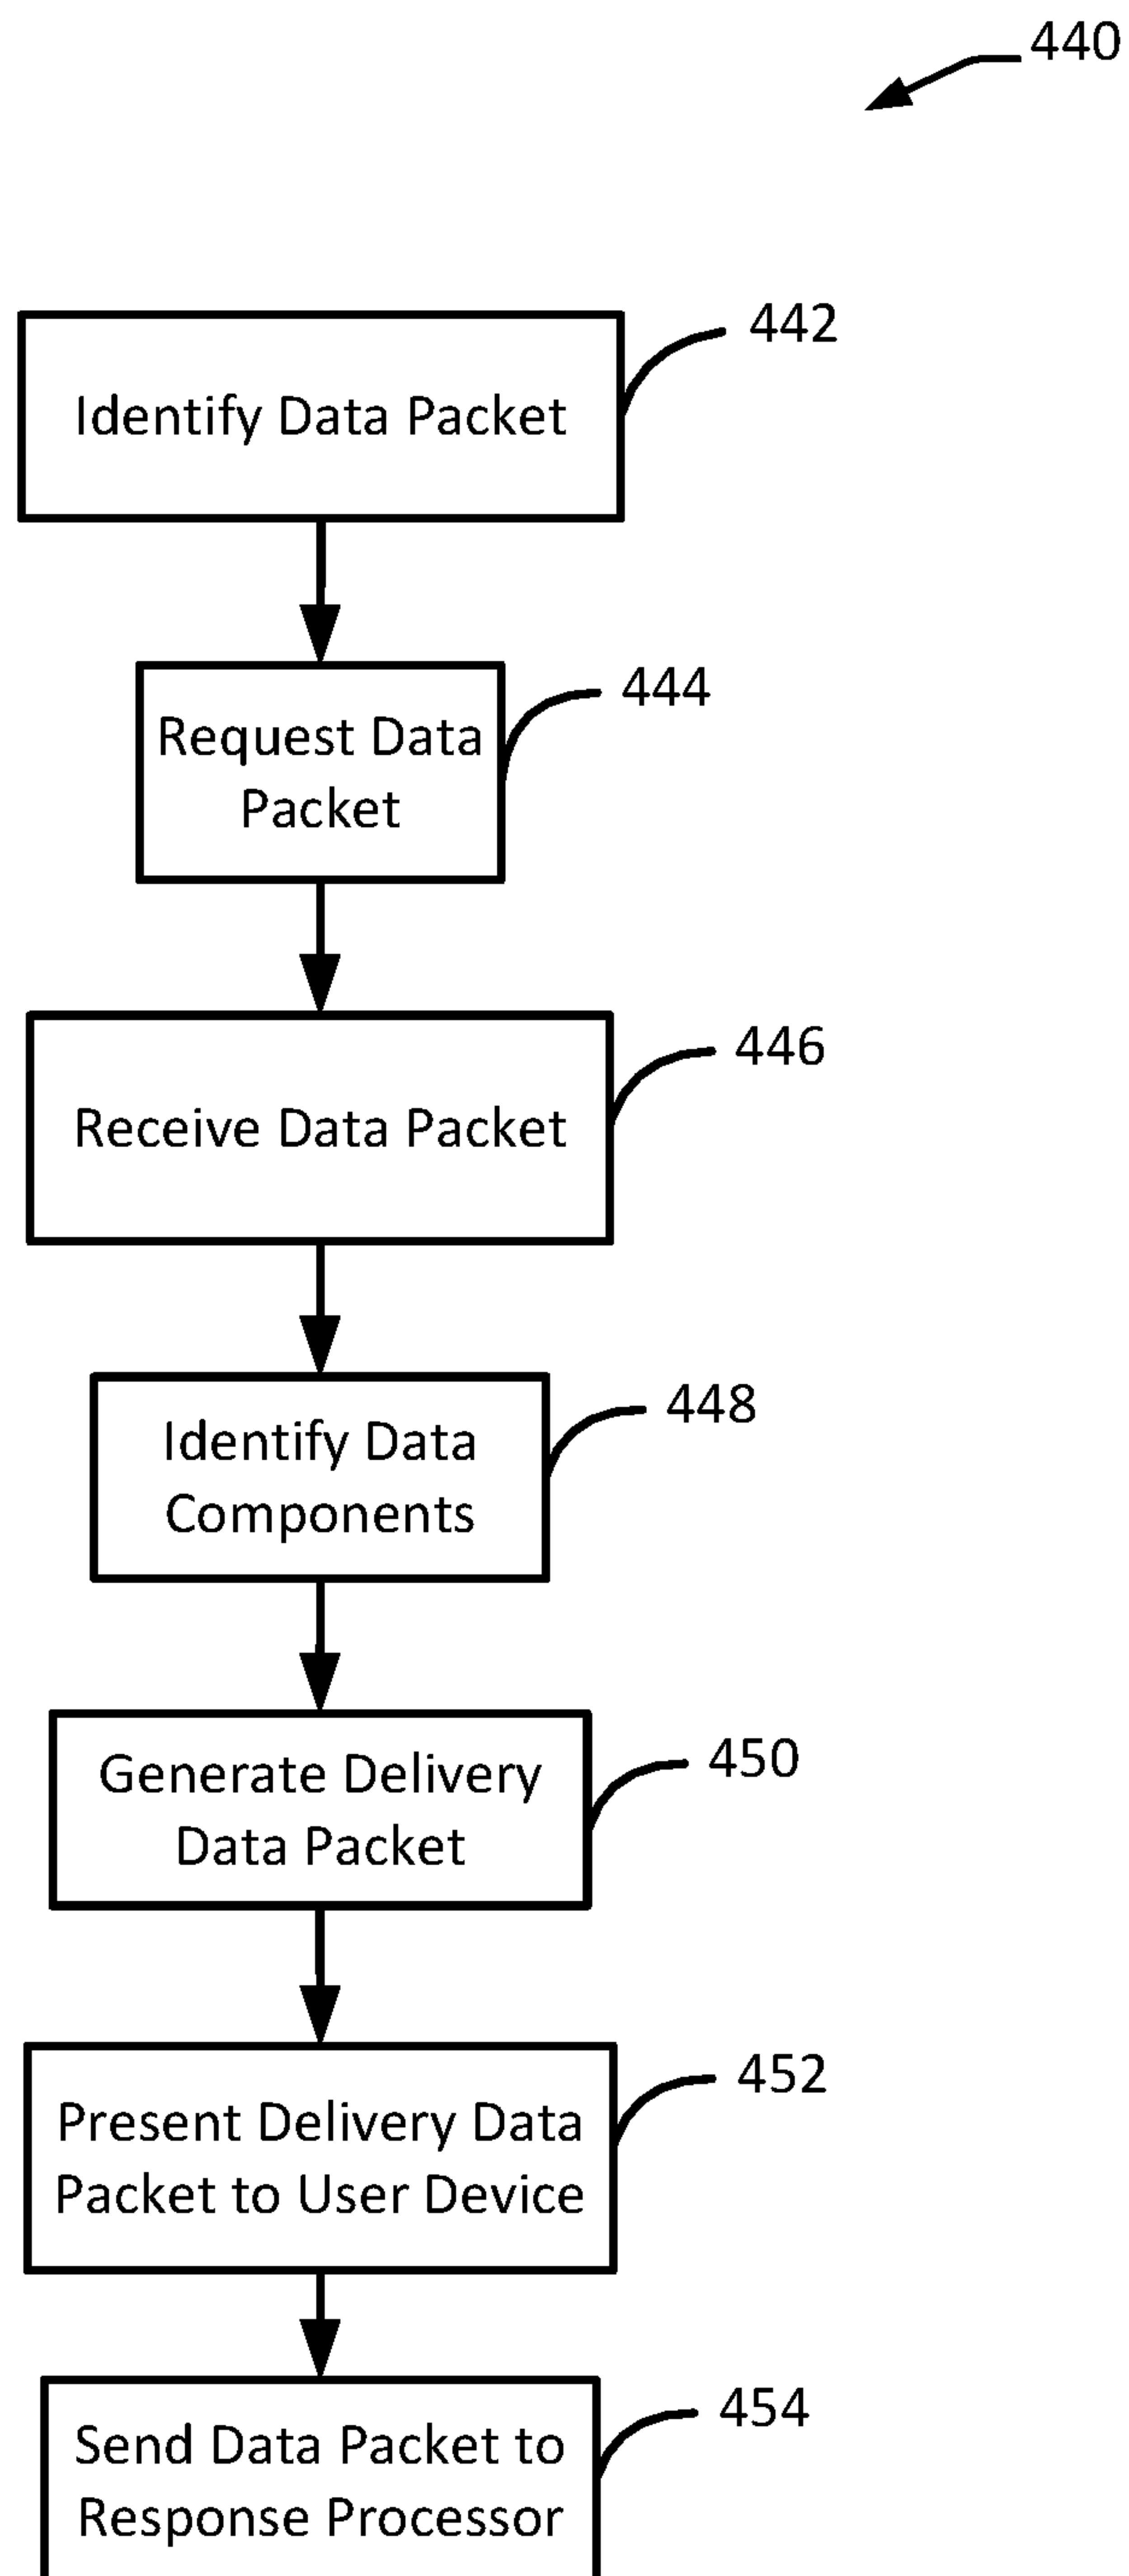 440
442
Identify Data Packet
444
Request Data
Packet
446
Receive Data Packet
448
Identify Data
Components
450
Generate Delivery
Data Packet
452
Present Delivery Data
Packet to User Device
454
Send Data Packet to
Response Processor